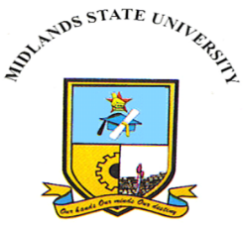 MIDLANDS STATE UNIVERSITY
Our hands Our minds Our destiny